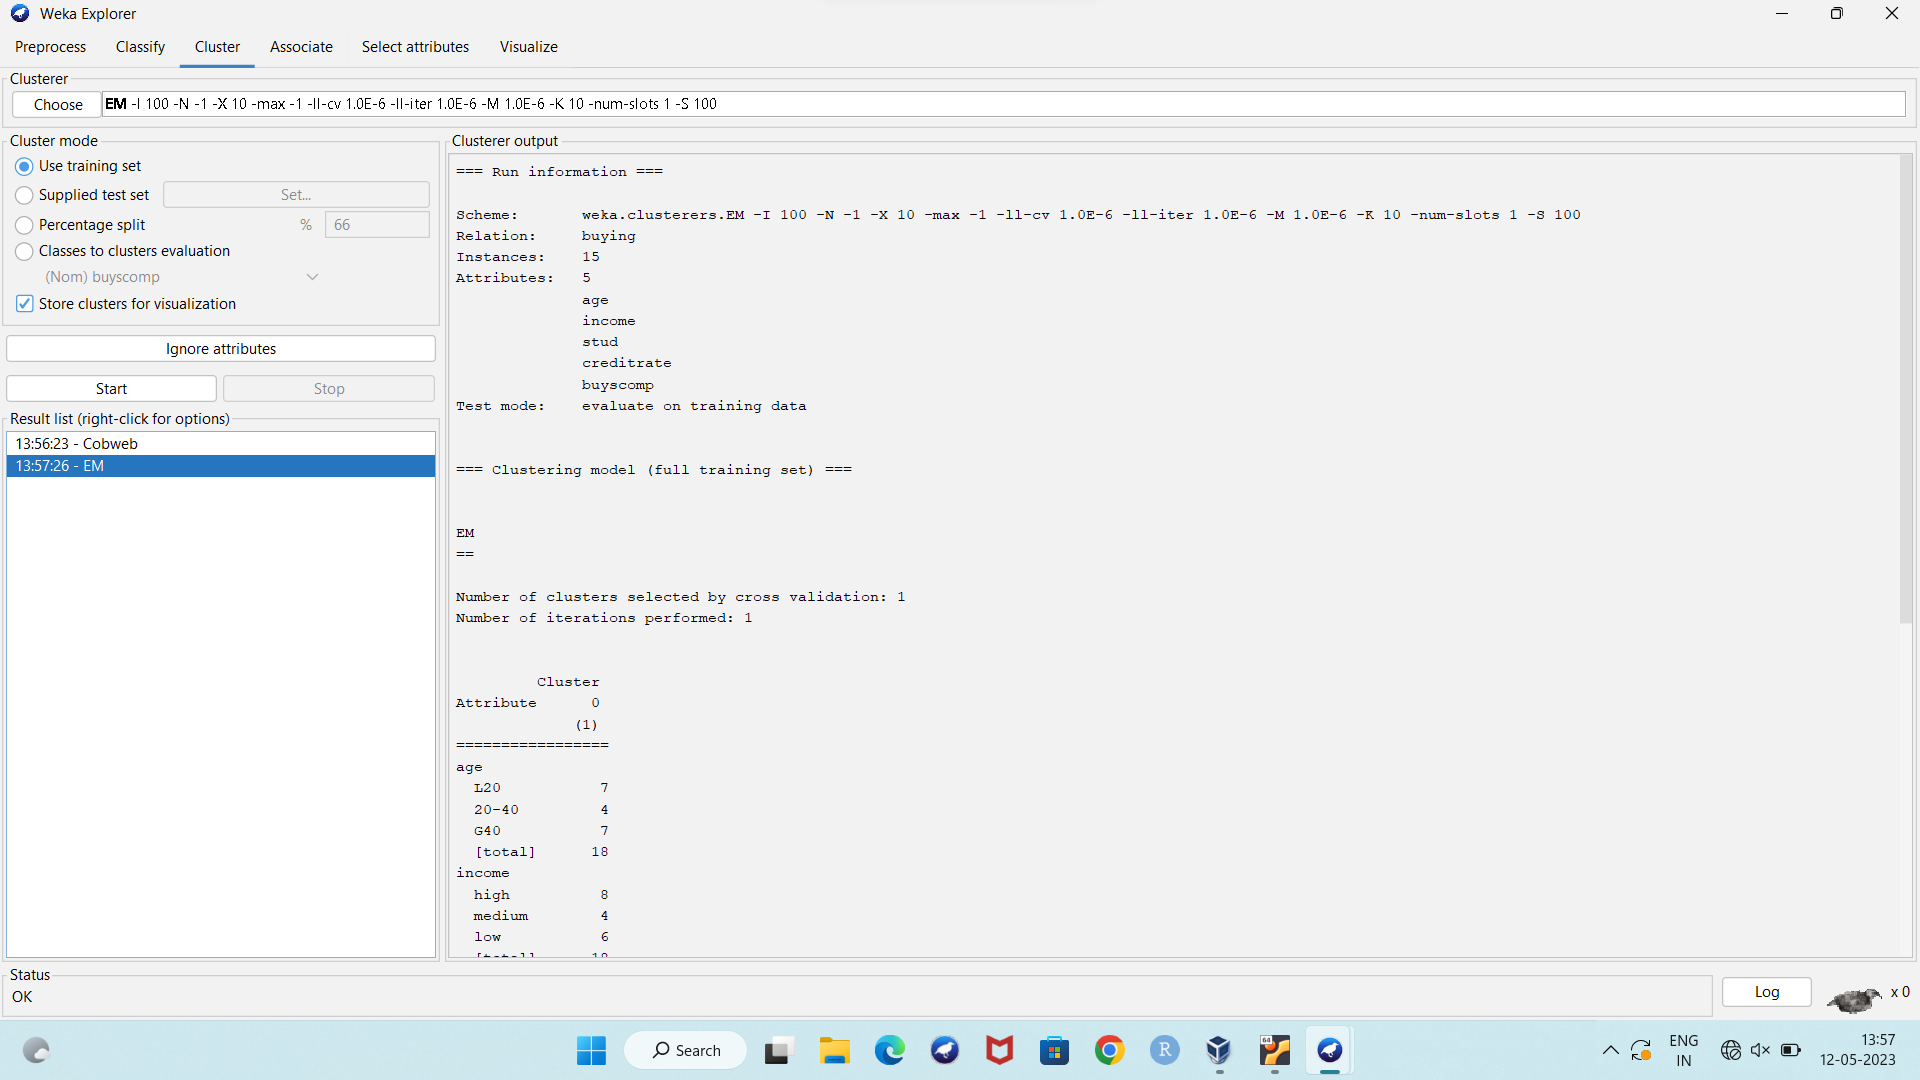 Weka Explorer
Preprocess Classify Cluster Associate Select attributes Visualize
Clusterer
Choose EM -I 100 -N -1 -X 10 -max -1 -ll-cv 1.0E-6 -ll-iter 1.0E-6 -M 1.0E-6 -K 10 -num-slots 1 -S 100
Cluster mode
Use training set
Supplied test set Set...
Percentage split % 66
Classes to clusters evaluation
(Nom) buyscomp
Store clusters for visualization
Ignore attributes
Start Stop
Result list (right-click for options)
13:56:23 - Cobweb
13:57:26 - EM
Clusterer output
=== Run information ===
Scheme: weka.clusterers.EM -I 100 -N -1 -X 10 -max -1 -ll-cv 1.0E-6 -ll-iter 1.0E-6 -M 1.0E-6 -K 10 -num-slots 1 -S 100
Relation: buying
Instances: 15
Attributes: 5
age
income
stud
creditrate
buyscomp
Test mode: evaluate on training data
=== Clustering model (full training set) ===
EM
==
Number of clusters selected by cross validation: 1
Number of iterations performed: 1
Cluster
Attribute 0
(1)
=================
age
L20 7
20-40 4
G40 7
[total] 18
income
high 8
medium 4
low 6
[total] 18
Status
OK
Log x 0
Search
64
R
ENG
IN
13:57
12-05-2023